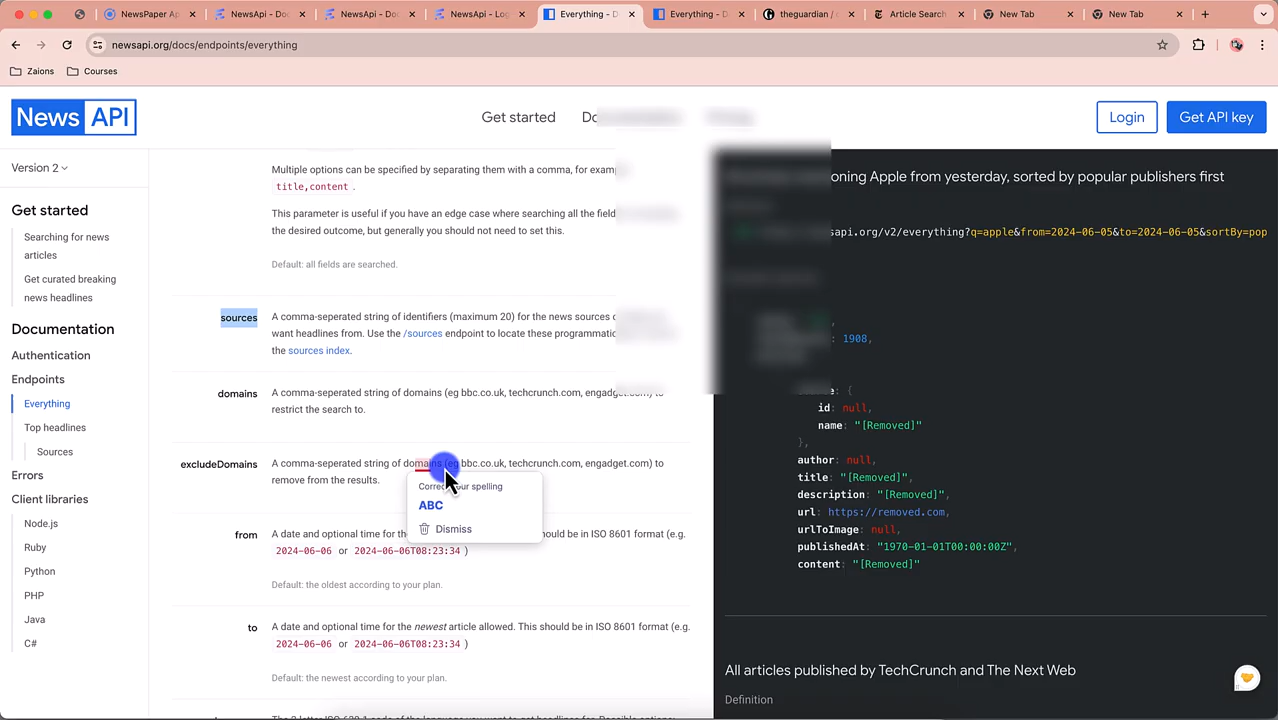 NewsPaper Ap
NewsApi - Doc
NewsApi - Doc
NewsApi - Log
Everything - D
Everything - D
theguardian / 
Article Search
New Tab
New Tab
newsapi.org/docs/endpoints/everything
Zaions
Courses
News API
Get started
Login
Get API key
Version 2
Get started
Searching for news
articles
Get curated breaking
news headlines
Documentation
Authentication
Endpoints
Everything
Top headlines
Sources
Errors
Client libraries
Node.js
Ruby
Python
PHP
Java
C#
Multiple options can be specified by separating them with a comma, for
title,content .
This parameter is useful if you have an edge case where searching all the
the desired outcome, but generally you should not need to set this.
Default: all fields are searched.
sources
A comma-seperated string of identifiers (maximum 20) for the news sources
want headlines from. Use the /sources endpoint to locate these
the sources index.
domains
A comma-seperated string of domains (eg bbc.co.uk, techcrunch.com, engadget.com) to
restrict the search to.
excludeDomains
A comma-seperated string of domains (eg bbc.co.uk, techcrunch.com, engadget.com) to
remove from the results.
Correct your spelling
ABC
Dismiss
from
A date and optional time for the should be in ISO 8601 format (e.g.
2024-06-06 or 2024-06-06T08:23:34 )
Default: the oldest according to your plan.
to
A date and optional time for the newest article allowed. This should be in ISO 8601 format (e.g.
2024-06-06 or 2024-06-06T08:23:34 )
Default: the newest according to your plan.
Apple from yesterday, sorted by popular publishers first
api.org/v2/everything?q=apple&from=2024-06-05&to=2024-06-05&sortBy=pop
: 1908,
: {
id: null,
name: "[Removed]"
},
author: null,
title: "[Removed]",
description: "[Removed]",
url: https://removed.com,
urlToImage: null,
publishedAt: "1970-01-01T00:00:00Z",
content: "[Removed]"
All articles published by TechCrunch and The Next Web
Definition